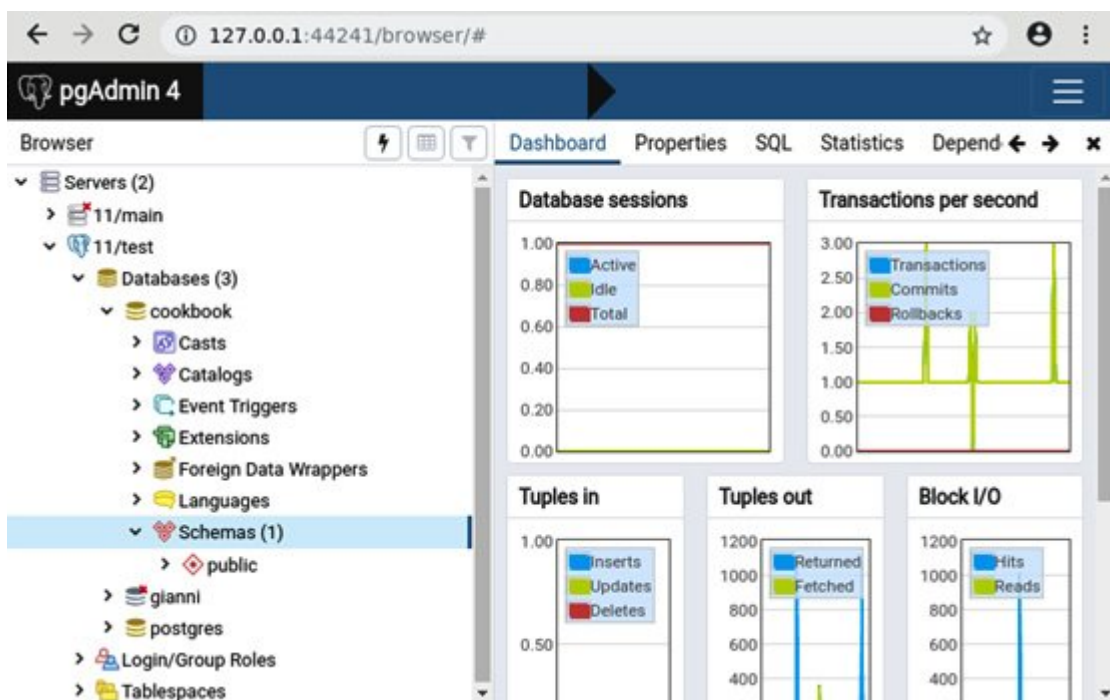 127.0.0.1:44241/browser/#
pgAdmin 4
Browser
Dashboard Properties SQL Statistics Depend
Servers (2)
11/main
11/test
Databases (3)
cookbook
Casts
Catalogs
Event Triggers
Extensions
Foreign Data Wrappers
Languages
Schemas (1)
public
gianni
postgres
Login/Group Roles
Tablespaces
Database sessions
1.00
0.80
0.60
0.40
0.20
0.00
Active
Idle
Total
Transactions per second
3.00
2.50
2.00
1.50
1.00
0.50
0.00
Transactions
Commits
Rollbacks
Tuples in
1.00
0.50
Inserts
Updates
Deletes
Tuples out
1200
1000
800
600
400
Returned
Fetched
Block I/O
1200
1000
800
600
400
Hits
Reads